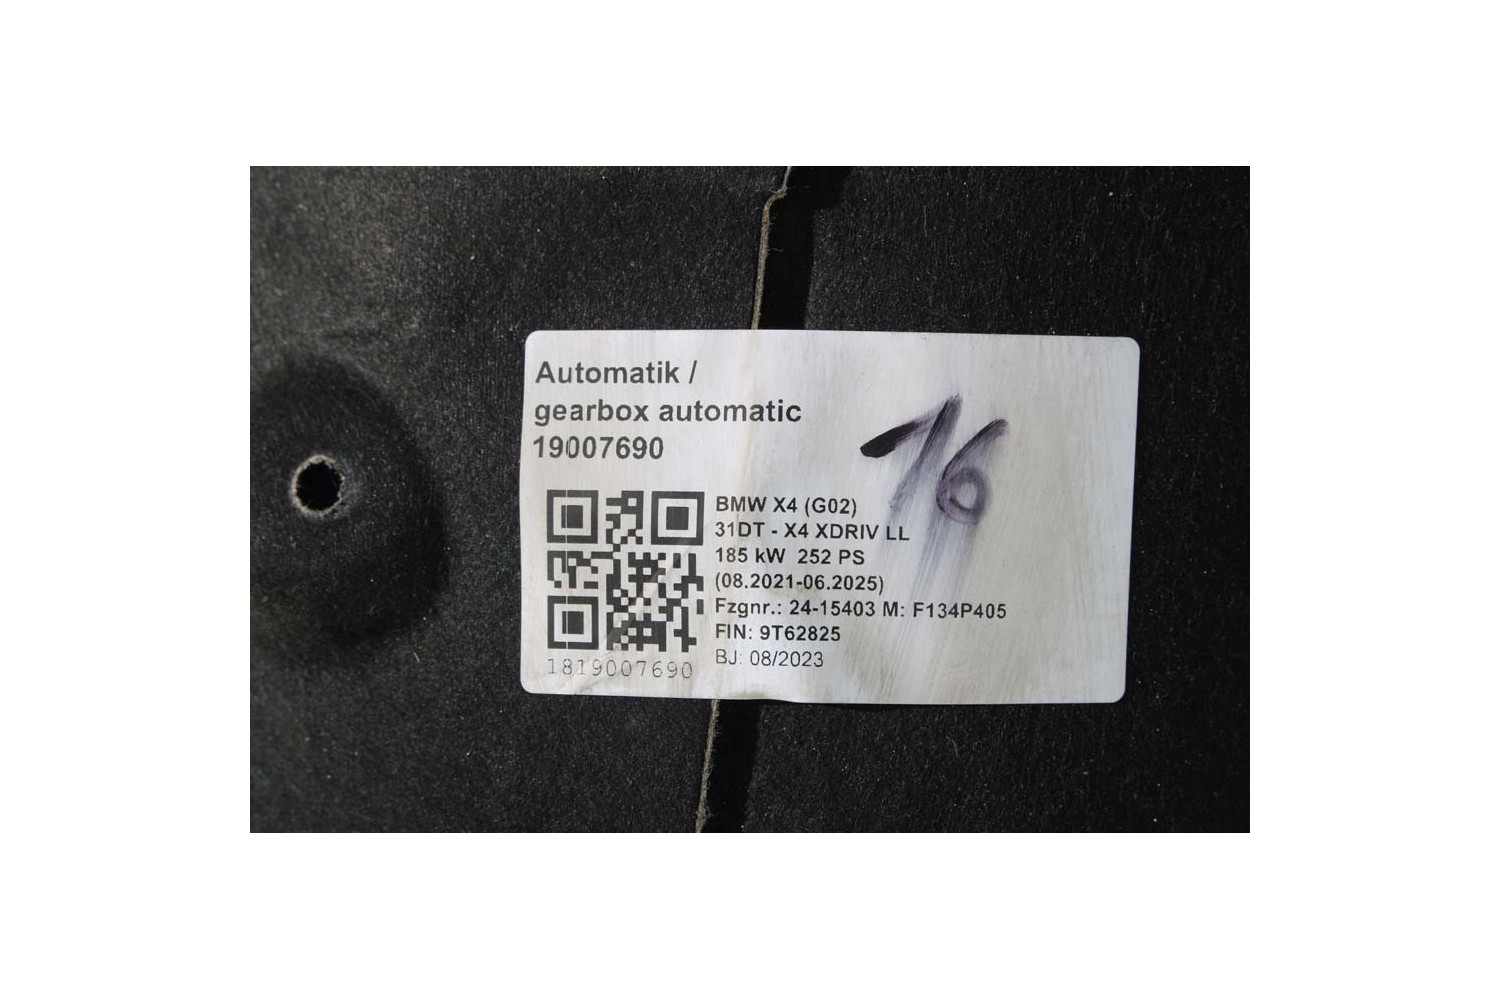 Automatik /
gearbox automatic
19007690
16
BMW X4 (G02)
31DT - X4 XDRIV LL
185 kW 252 PS
(08.2021-06.2025)
Fzgnr.: 24-15403 M: F134P405
FIN: 9T62825
BJ: 08/2023
1819007690